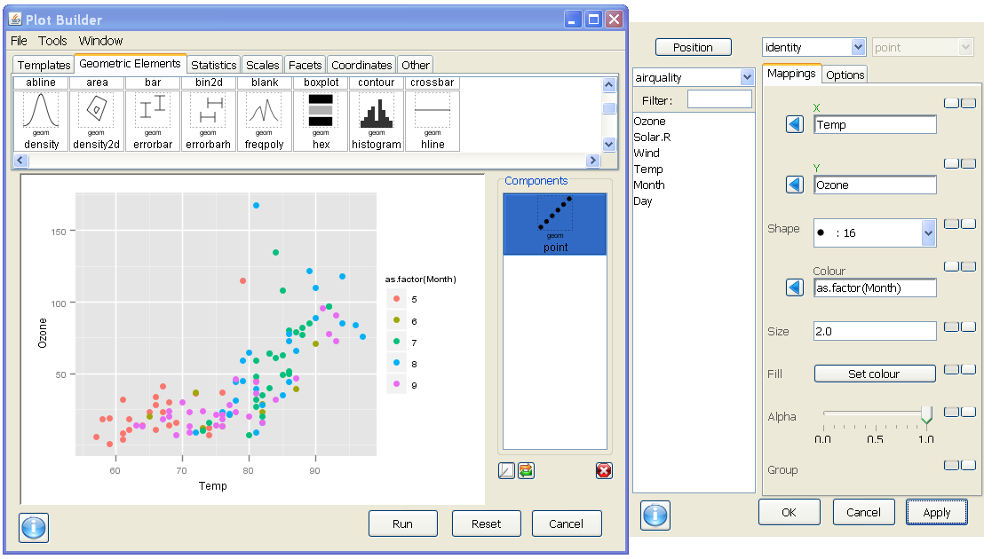 Plot Builder
File Tools Window
Templates Geometric Elements Statistics Scales Facets Coordinates Other
abline area bar bin2d blank boxplot contour crossbar
geom geom geom geom geom geom geom geom
density density2d errorbar errorbarh freqpoly hex histogram hline
Components
geom
point
150
100
50
Ozone
60 70 80 90
Temp
as.factor(Month)
5
6
7
8
9
Run Reset Cancel
Position
identity
point
airquality
Filter:
Ozone
Solar.R
Wind
Temp
Month
Day
Mappings Options
X
Temp
Y
Ozone
Shape : 16
Colour
as.factor(Month)
Size 2.0
Fill Set colour
Alpha
0.0 0.5 1.0
Group
OK Cancel Apply